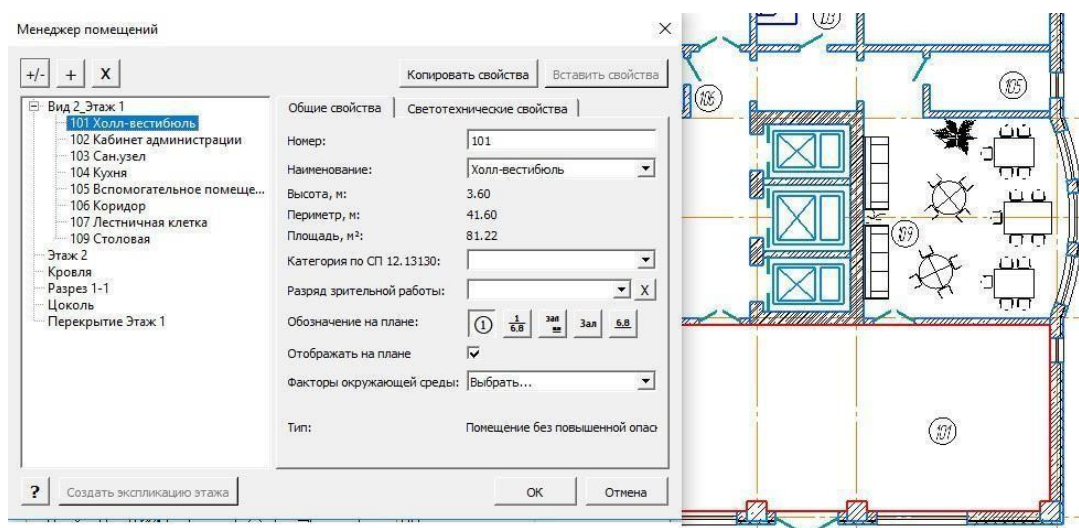 Менеджер помещений
+/- + X
Копировать свойства Вставить свойства
Вид 2_Этаж 1
101 Холл-вестибюль
102 Кабинет администрации
103 Сан.узел
104 Кухня
105 Вспомогательное помеще...
106 Коридор
107 Лестничная клетка
109 Столовая
Этаж 2
Кровля
Разрез 1-1
Цоколь
Перекрытие Этаж 1
Общие свойства Светотехнические свойства
Номер: 101
Наименование: Холл-вестибюль
Высота, м: 3.60
Периметр, м: 41.60
Площадь, м²: 81.22
Категория по СП 12.13130:
Разряд зрительной работы: X
Обозначение на плане: 1 1 6.8 Зал Зал 6.8
Отображать на плане
Факторы окружающей среды: Выбрать...
Тип: Помещение без повышенной опасн
? Создать экспликацию этажа
OK Отмена
106
105
109
101